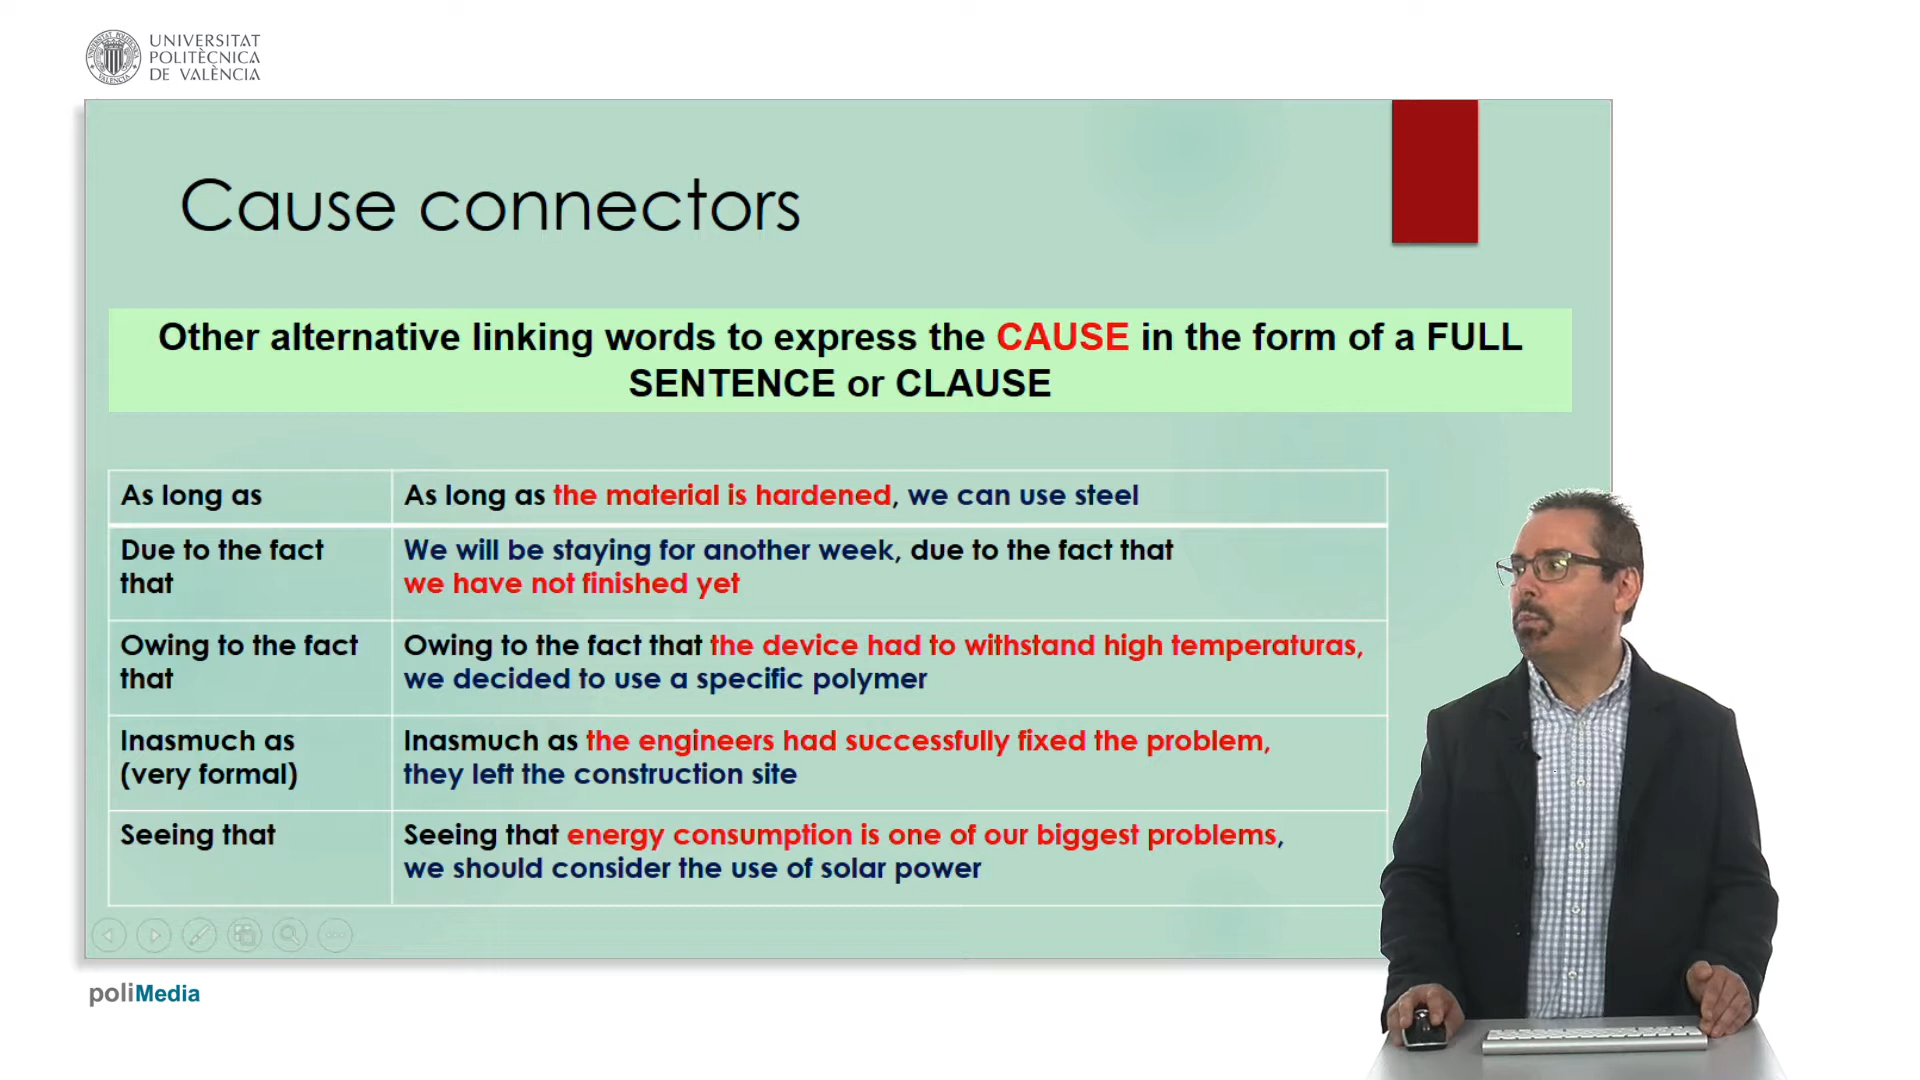 UNIVERSITAT
POLITÈCNICA
DE VALÈNCIA
Cause connectors
Other alternative linking words to express the CAUSE in the form of a FULL
SENTENCE or CLAUSE
As long as
As long as the material is hardened, we can use steel
Due to the fact
that
We will be staying for another week, due to the fact that
we have not finished yet
Owing to the fact
that
Owing to the fact that the device had to withstand high temperaturas,
we decided to use a specific polymer
Inasmuch as
(very formal)
Inasmuch as the engineers had successfully fixed the problem,
they left the construction site
Seeing that
Seeing that energy consumption is one of our biggest problems,
we should consider the use of solar power
poliMedia